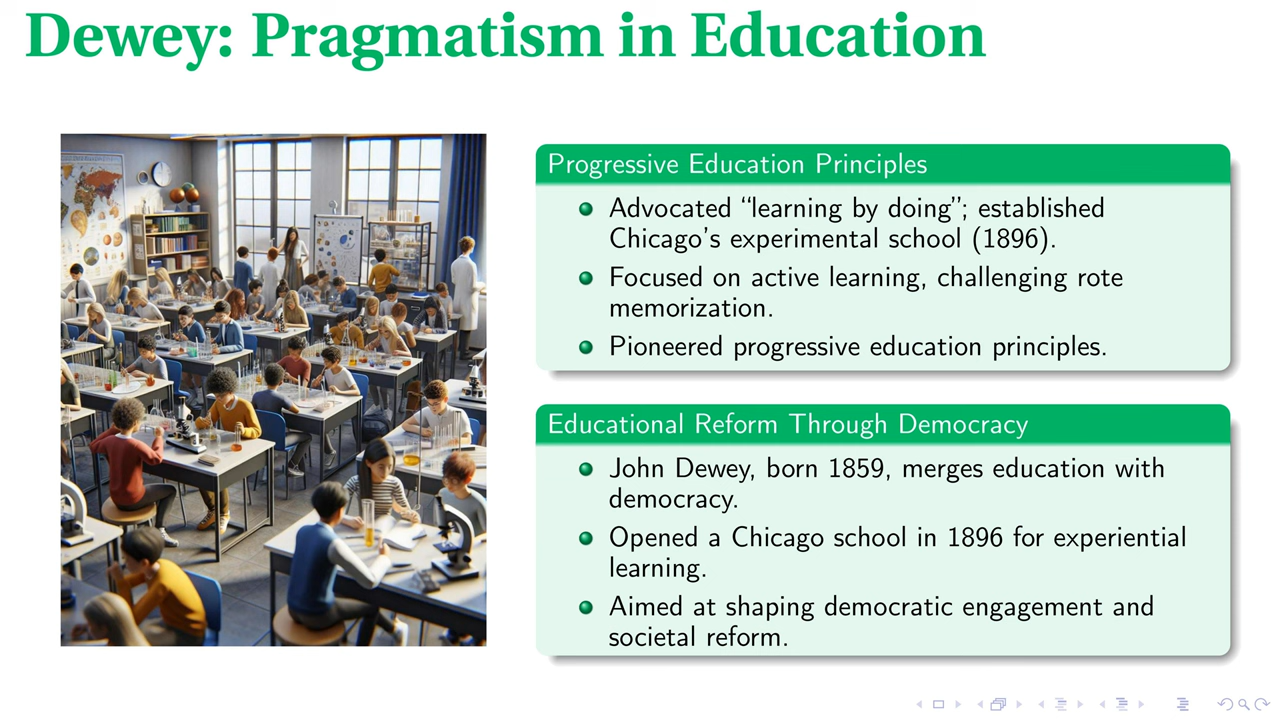 Dewey: Pragmatism in Education
Progressive Education Principles
Advocated “learning by doing”; established
Chicago’s experimental school (1896).
Focused on active learning, challenging rote
memorization.
Pioneered progressive education principles.
Educational Reform Through Democracy
John Dewey, born 1859, merges education with
democracy.
Opened a Chicago school in 1896 for experiential
learning.
Aimed at shaping democratic engagement and
societal reform.